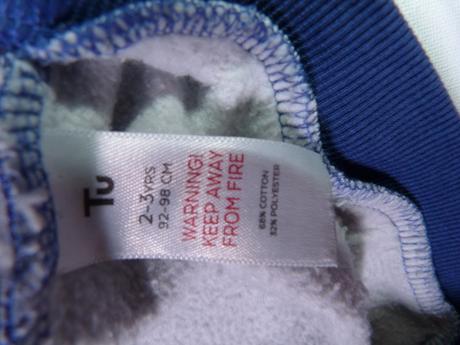 Tu
2-3YRS
92-98 CM
WARNING!
KEEP AWAY
FROM FIRE
68% COTTON
32% POLYESTER